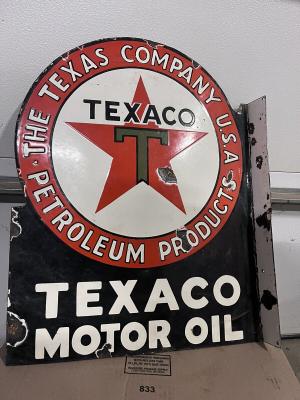 THE TEXAS COMPANY U.S.A
TEXACO
T
PETROLEUM PRODUCTS
TEXACO
MOTOR OIL
833